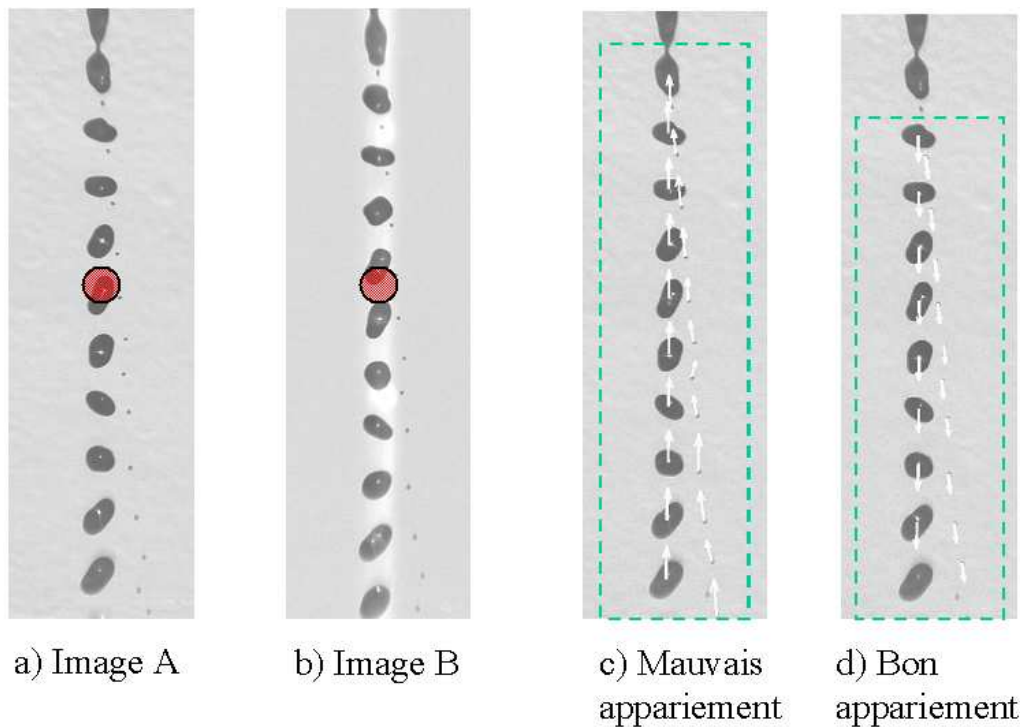 a) Image A
b) Image B
c) Mauvais
appariement
d) Bon
appariement